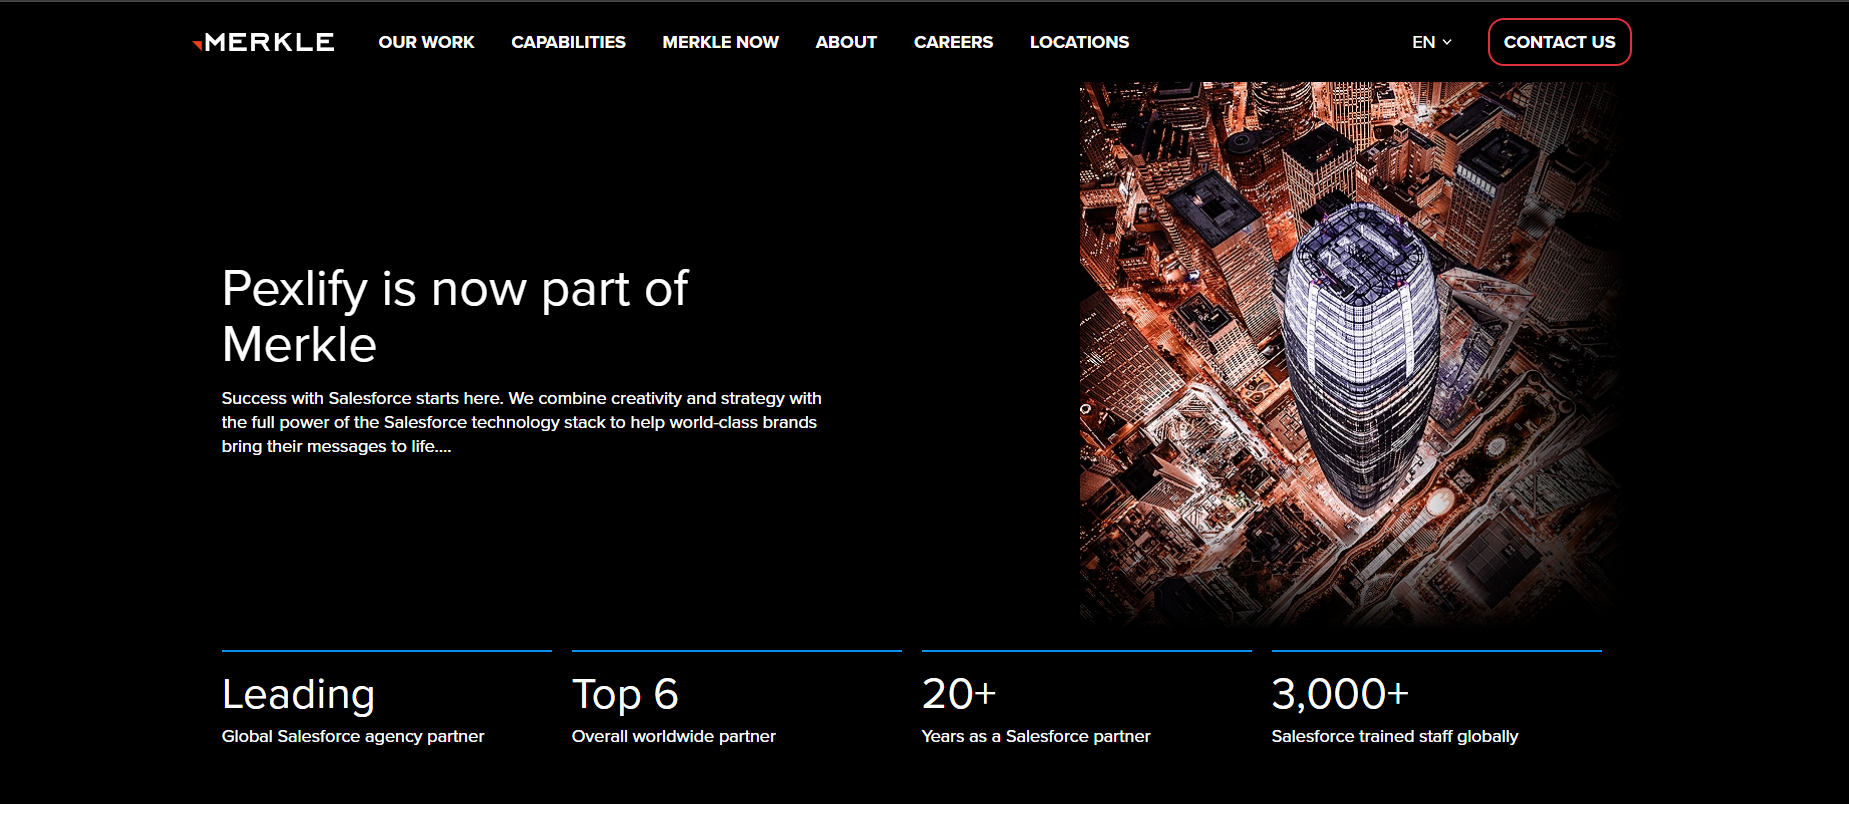 MERKLE
OUR WORK
CAPABILITIES
MERKLE NOW
ABOUT
CAREERS
LOCATIONS
EN
CONTACT US
Pexlify is now part of
Merkle
Success with Salesforce starts here. We combine creativity and strategy with
the full power of the Salesforce technology stack to help world-class brands
bring their messages to life....
Leading
Global Salesforce agency partner
Top 6
Overall worldwide partner
20+
Years as a Salesforce partner
3,000+
Salesforce trained staff globally